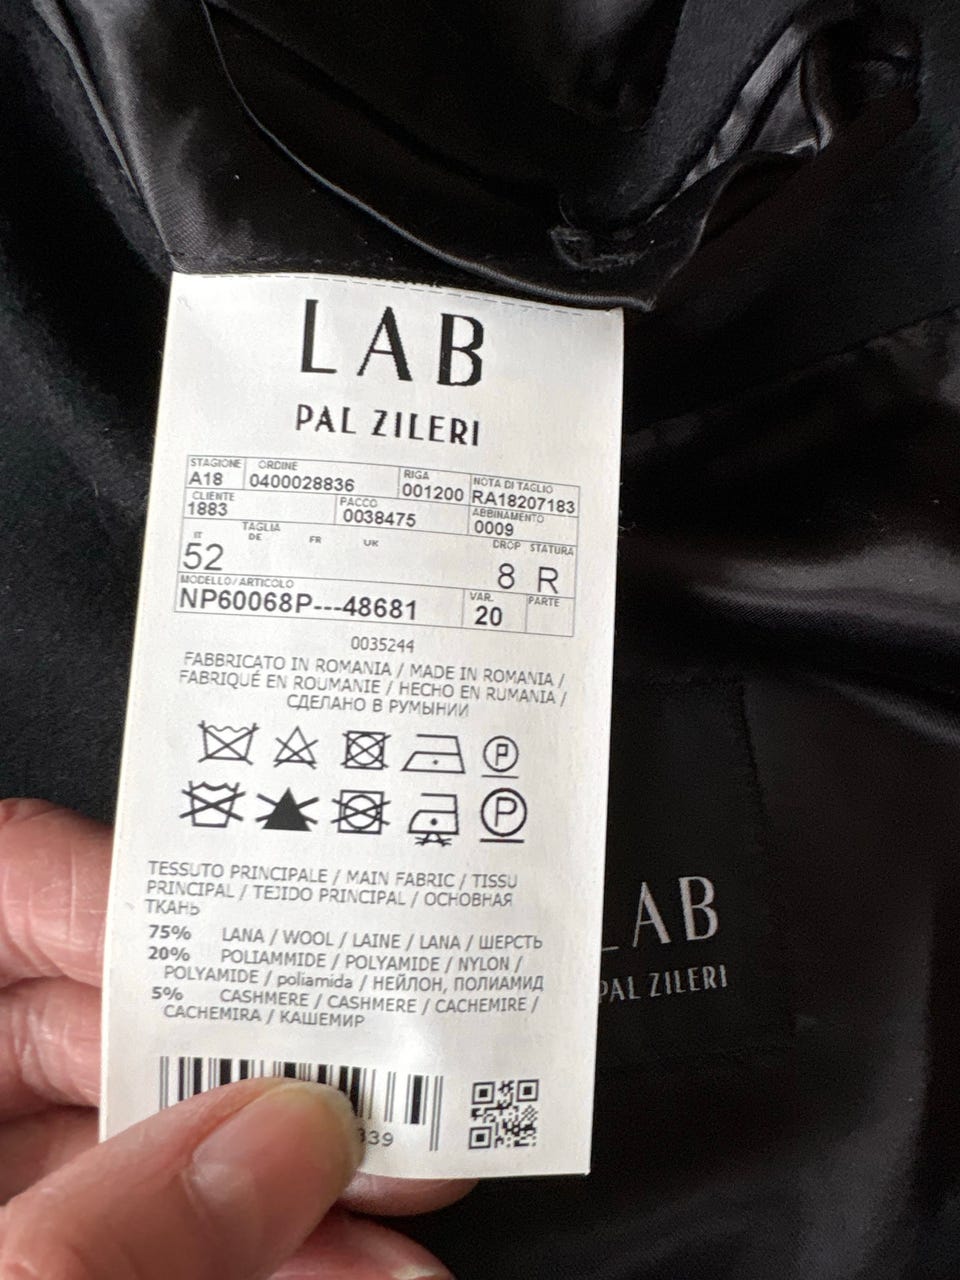 LAB
PAL ZILERI
STAGIONE ORDINE RIGA NOTA DI TAGLIO
A18 0400028836 001200 RA18207183
CLIENTE PACCO ABBINAMENTO
1883 0038475 0009
TAGLIA
IT DE FR UK DROP STATURA
52 8 R
MODELLO/ARTICOLO VAR. PARTE
NP60068P---48681 20
0035244
FABBRICATO IN ROMANIA / MADE IN ROMANIA /
FABRIQUÉ EN ROUMANIE / HECHO EN RUMANIA /
СДЕЛАНО В РУМЫНИИ
P
P
TESSUTO PRINCIPALE / MAIN FABRIC / TISSU
PRINCIPAL / TEJIDO PRINCIPAL / ОСНОВНАЯ
ТКАНЬ
75% LANA / WOOL / LAINE / LANA / ШЕРСТЬ
20% POLIAMMIDE / POLYAMIDE / NYLON /
POLYAMIDE / poliamida / НЕЙЛОН, ПОЛИАМИД
5% CASHMERE / CASHMERE / CACHEMIRE /
CACHEMIRA / КАШЕМИР
339
LAB
PAL ZILERI